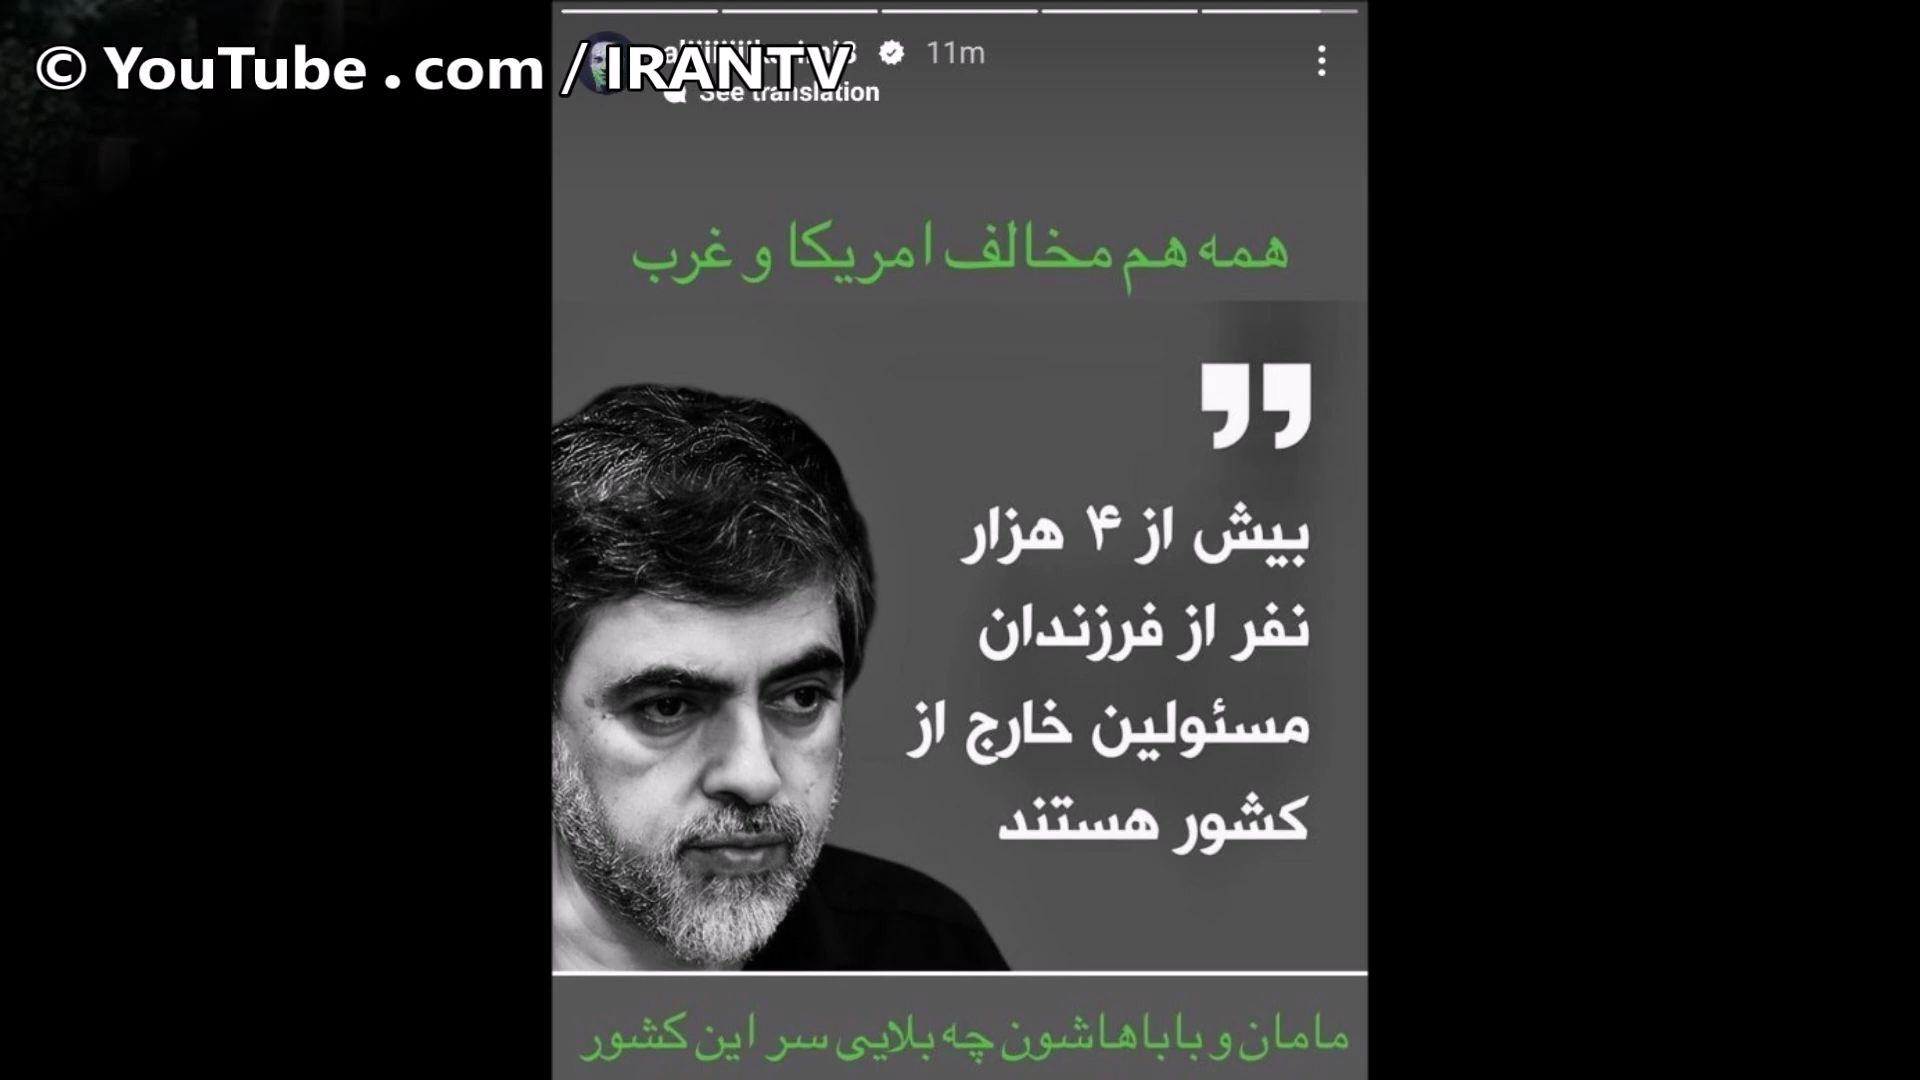 © YouTube.com/IRANTV
11m
See translation
همه هم مخالف امریکا و غرب
بیش از ۴ هزار
نفر از فرزندان
مسئولین خارج از
کشور هستند
مامان و باباهاشون چه بلایی سر این کشور